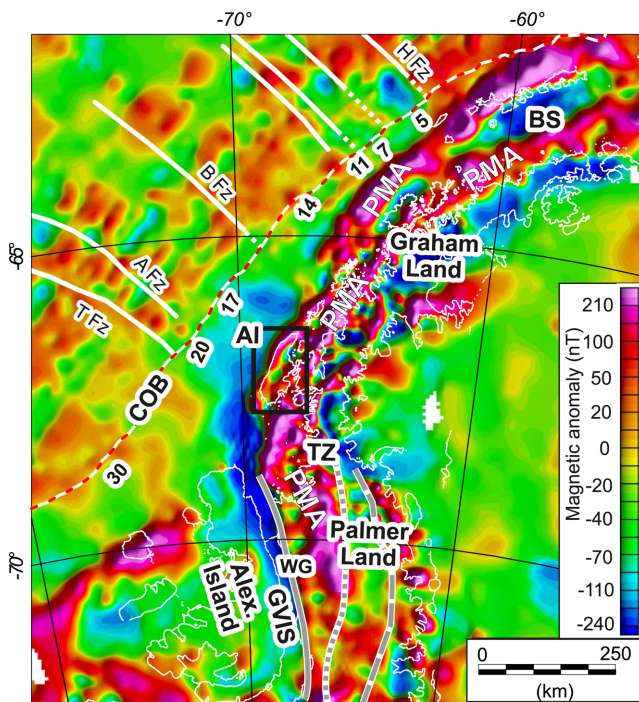 -70°
-60°
H Fz
5
7
11
BS
PMA
PMA
14
B Fz
-65°
Graham
Land
A Fz
T Fz
17
PMA
20
AI
COB
30
TZ
PMA
Palmer
Land
-70°
WG
Alex.
Island
GVIS
Magnetic anomaly (nT)
210
100
50
20
0
-20
-40
-70
-110
-240
0
250
(km)